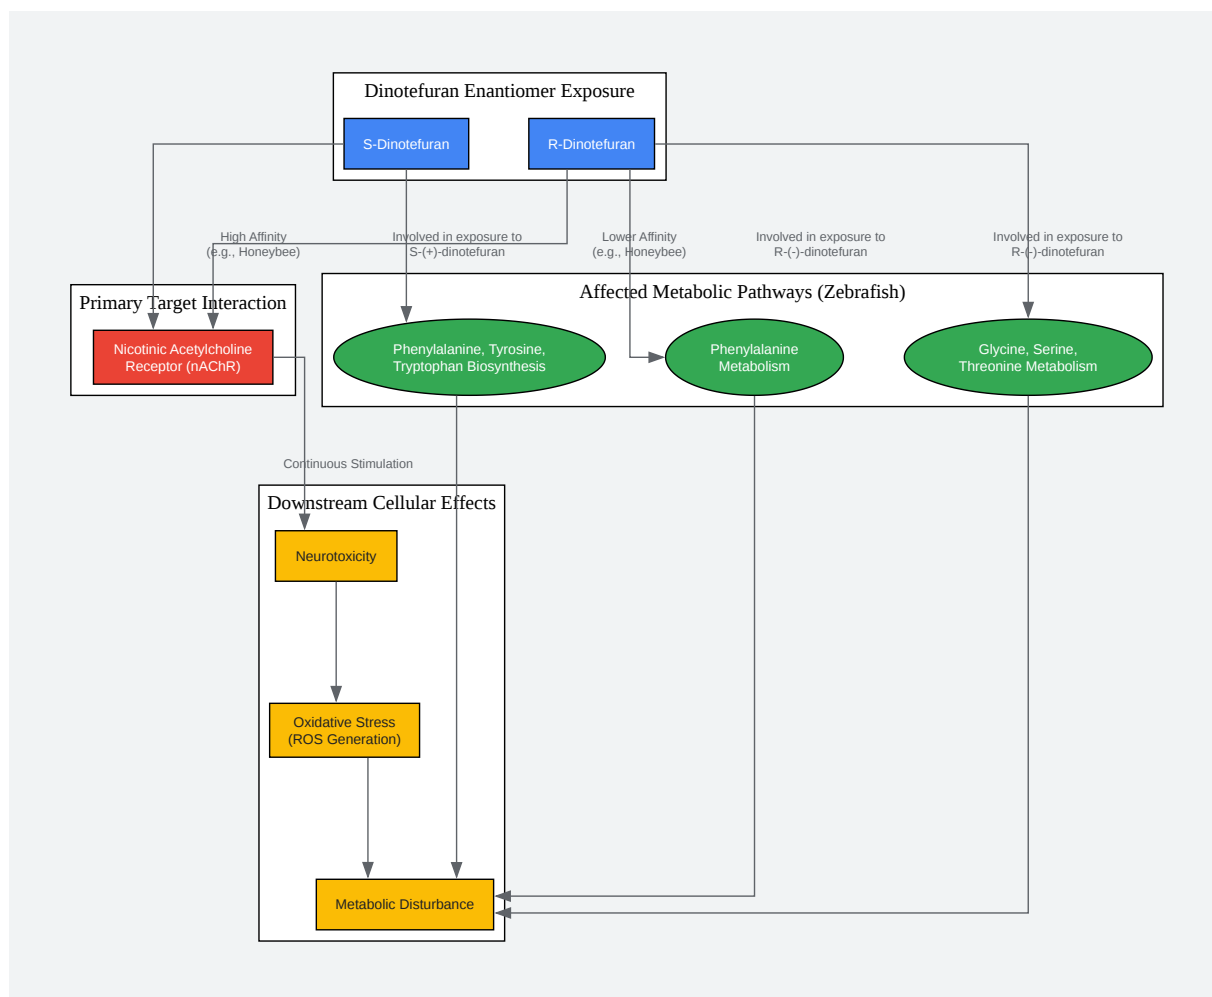 Dinotefuran Enantiomer Exposure
S-Dinotefuran
R-Dinotefuran
High Affinity
(e.g., Honeybee)
Involved in exposure to
S-(+)-dinotefuran
Lower Affinity
(e.g., Honeybee)
Involved in exposure to
R-(-)-dinotefuran
Involved in exposure to
R-(-)-dinotefuran
Primary Target Interaction
Nicotinic Acetylcholine
Receptor (nAChR)
Affected Metabolic Pathways (Zebrafish)
Phenylalanine, Tyrosine,
Tryptophan Biosynthesis
Phenylalanine
Metabolism
Glycine, Serine,
Threonine Metabolism
Continuous Stimulation
Downstream Cellular Effects
Neurotoxicity
Oxidative Stress
(ROS Generation)
Metabolic Disturbance